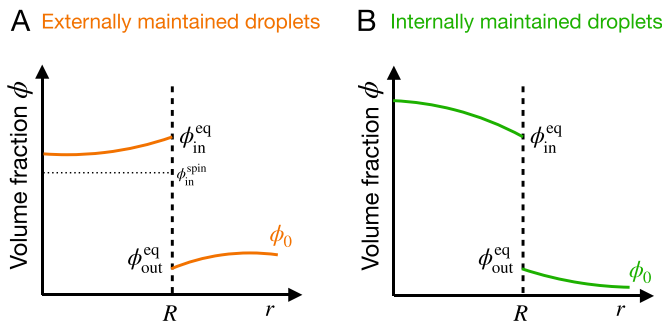 A Externally maintained droplets
Volume fraction ϕ
ϕ_in^eq
ϕ_in^spin
ϕ_out^eq
ϕ_0
R
r
B Internally maintained droplets
Volume fraction ϕ
ϕ_in^eq
ϕ_out^eq
ϕ_0
R
r